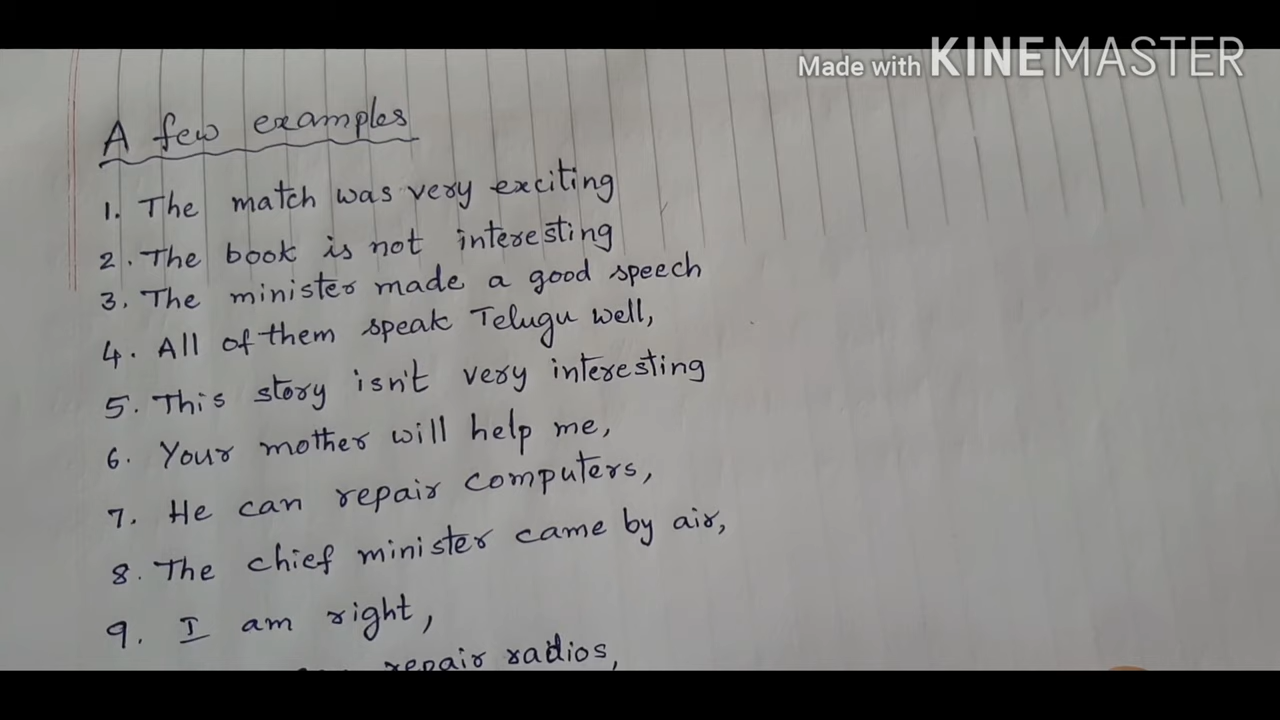 Made with KINEMASTER
A few examples
1. The match was very exciting
2. The book is not interesting
3. The minister made a good speech
4. All of them speak Telugu well,
5. This story isn't very interesting
6. Your mother will help me,
7. He can repair computers,
8. The chief minister came by air,
9. I am right,
repair radios,